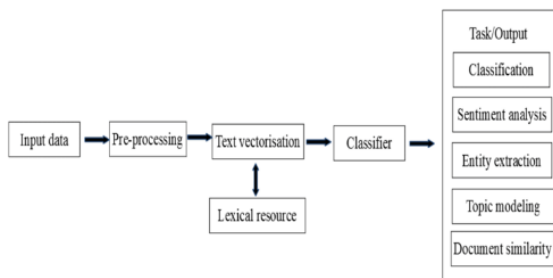 Task/Output
Classification
Sentiment analysis
Input data
Pre-processing
Text vectorisation
Classifier
Entity extraction
Topic modeling
Lexical resource
Document similarity